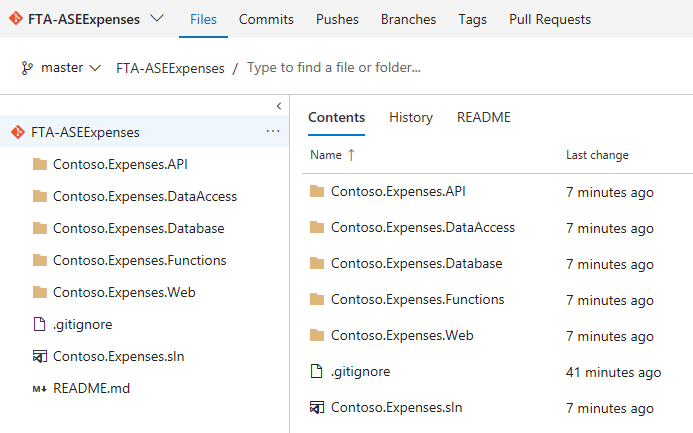 FTA-ASEExpenses Files Commits Pushes Branches Tags Pull Requests
master FTA-ASEExpenses / Type to find a file or folder...
FTA-ASEExpenses ...
Contoso.Expenses.API
Contoso.Expenses.DataAccess
Contoso.Expenses.Database
Contoso.Expenses.Functions
Contoso.Expenses.Web
.gitignore
Contoso.Expenses.sln
M↓ README.md
Contents History README
Name ↑ Last change
Contoso.Expenses.API 7 minutes ago
Contoso.Expenses.DataAccess 7 minutes ago
Contoso.Expenses.Database 7 minutes ago
Contoso.Expenses.Functions 7 minutes ago
Contoso.Expenses.Web 7 minutes ago
.gitignore 41 minutes ago
Contoso.Expenses.sln 7 minutes ago